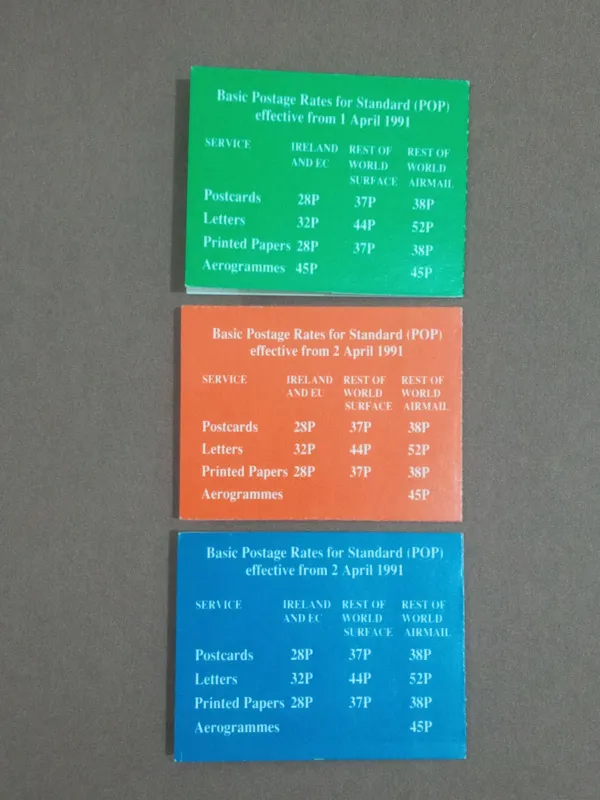 Basic Postage Rates for Standard (POP)
effective from 1 April 1991
SERVICE IRELAND AND EC REST OF WORLD SURFACE REST OF WORLD AIRMAIL
Postcards 28P 37P 38P
Letters 32P 44P 52P
Printed Papers 28P 37P 38P
Aerogrammes 45P 45P
Basic Postage Rates for Standard (POP)
effective from 2 April 1991
SERVICE IRELAND AND EU REST OF WORLD SURFACE REST OF WORLD AIRMAIL
Postcards 28P 37P 38P
Letters 32P 44P 52P
Printed Papers 28P 37P 38P
Aerogrammes 45P
Basic Postage Rates for Standard (POP)
effective from 2 April 1991
SERVICE IRELAND AND EC REST OF WORLD SURFACE REST OF WORLD AIRMAIL
Postcards 28P 37P 38P
Letters 32P 44P 52P
Printed Papers 28P 37P 38P
Aerogrammes 45P